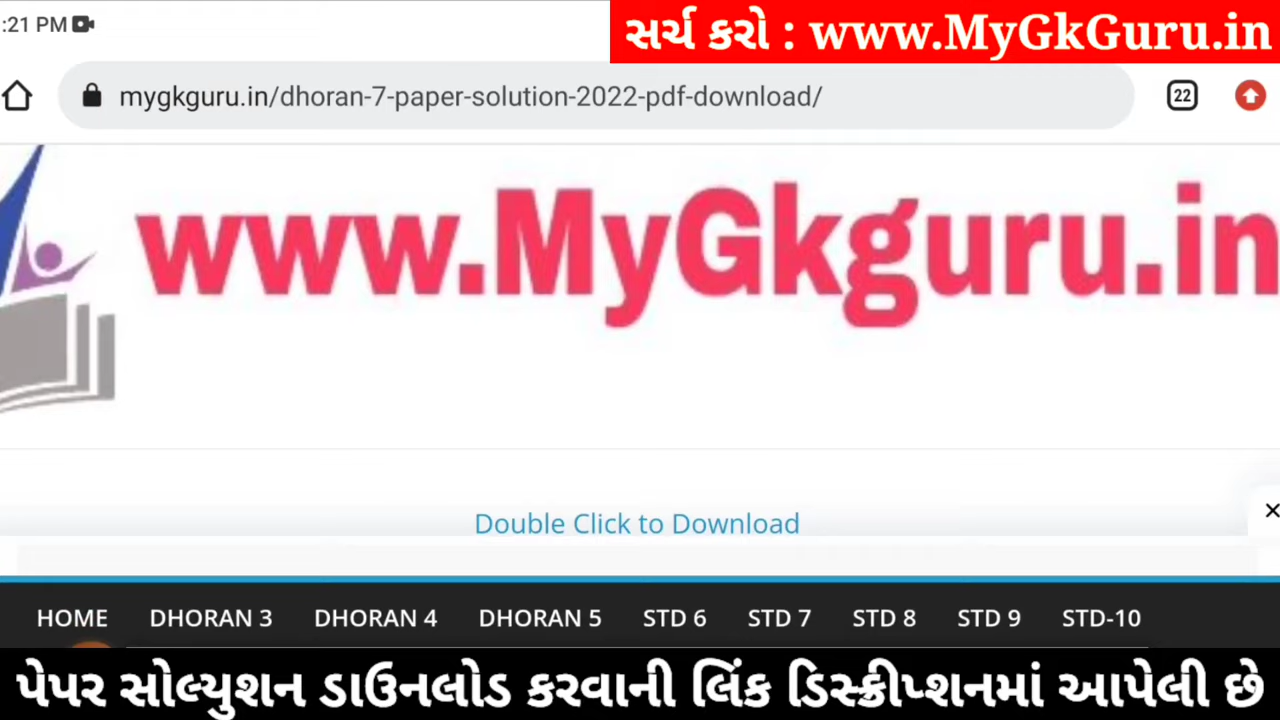 :21 PM
સર્ચ કરો : www.MyGkGuru.in
mygkguru.in/dhoran-7-paper-solution-2022-pdf-download/
22
www.MyGkguru.in
Double Click to Download
×
HOME DHORAN 3 DHORAN 4 DHORAN 5 STD 6 STD 7 STD 8 STD 9 STD-10
પેપર સોલ્યુશન ડાઉનલોડ કરવાની લિંક ડિસ્ક્રીપ્શનમાં આપેલી છે